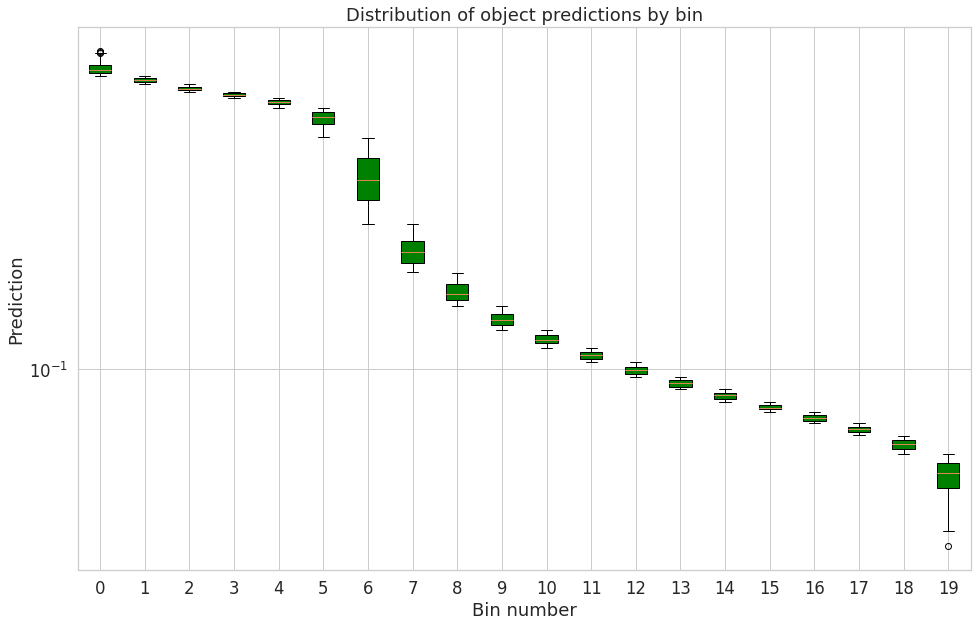 Distribution of object predictions by bin
Prediction
10⁻¹
0 1 2 3 4 5 6 7 8 9 10 11 12 13 14 15 16 17 18 19
Bin number